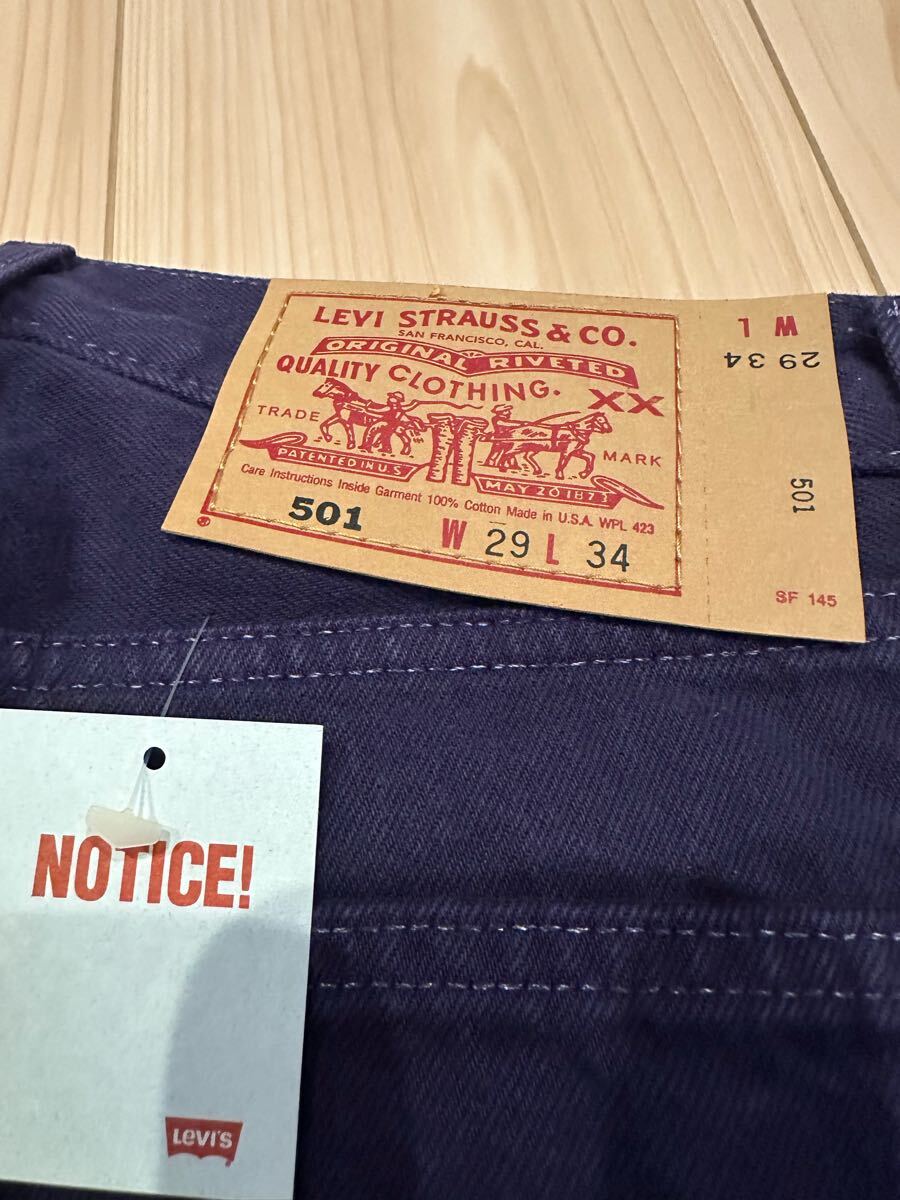 LEVI STRAUSS & CO.
SAN FRANCISCO, CAL.
ORIGINAL RIVETED
QUALITY CLOTHING. XX
TRADE MARK
PATENTED IN U.S MAY 20 1873
Care Instructions Inside Garment 100% Cotton Made in U.S.A. WPL 423
501 W 29 L 34
W L
29 34
501
SF 145
NOTICE!
Levi's